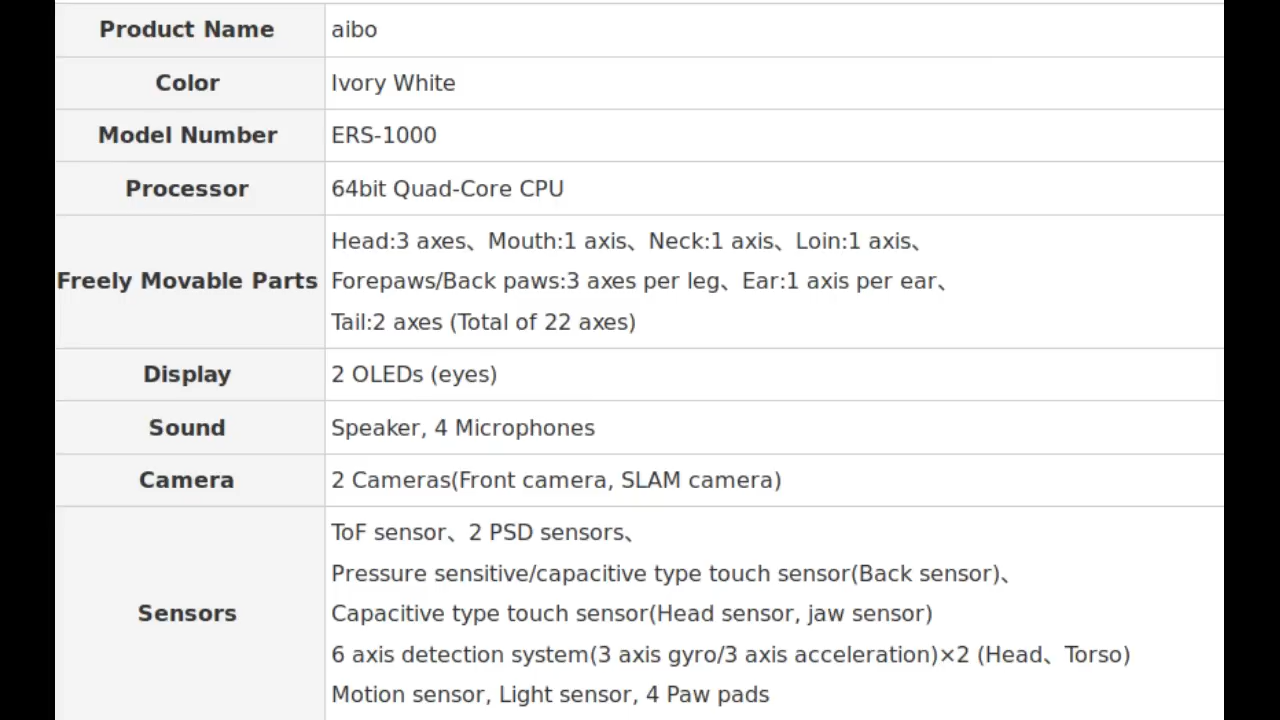 Product Name aibo
Color Ivory White
Model Number ERS-1000
Processor 64bit Quad-Core CPU
Freely Movable Parts Head:3 axes、Mouth:1 axis、Neck:1 axis、Loin:1 axis、
Forepaws/Back paws:3 axes per leg、Ear:1 axis per ear、
Tail:2 axes (Total of 22 axes)
Display 2 OLEDs (eyes)
Sound Speaker, 4 Microphones
Camera 2 Cameras(Front camera, SLAM camera)
Sensors ToF sensor、2 PSD sensors、
Pressure sensitive/capacitive type touch sensor(Back sensor)、
Capacitive type touch sensor(Head sensor, jaw sensor)
6 axis detection system(3 axis gyro/3 axis acceleration)×2 (Head、Torso)
Motion sensor, Light sensor, 4 Paw pads